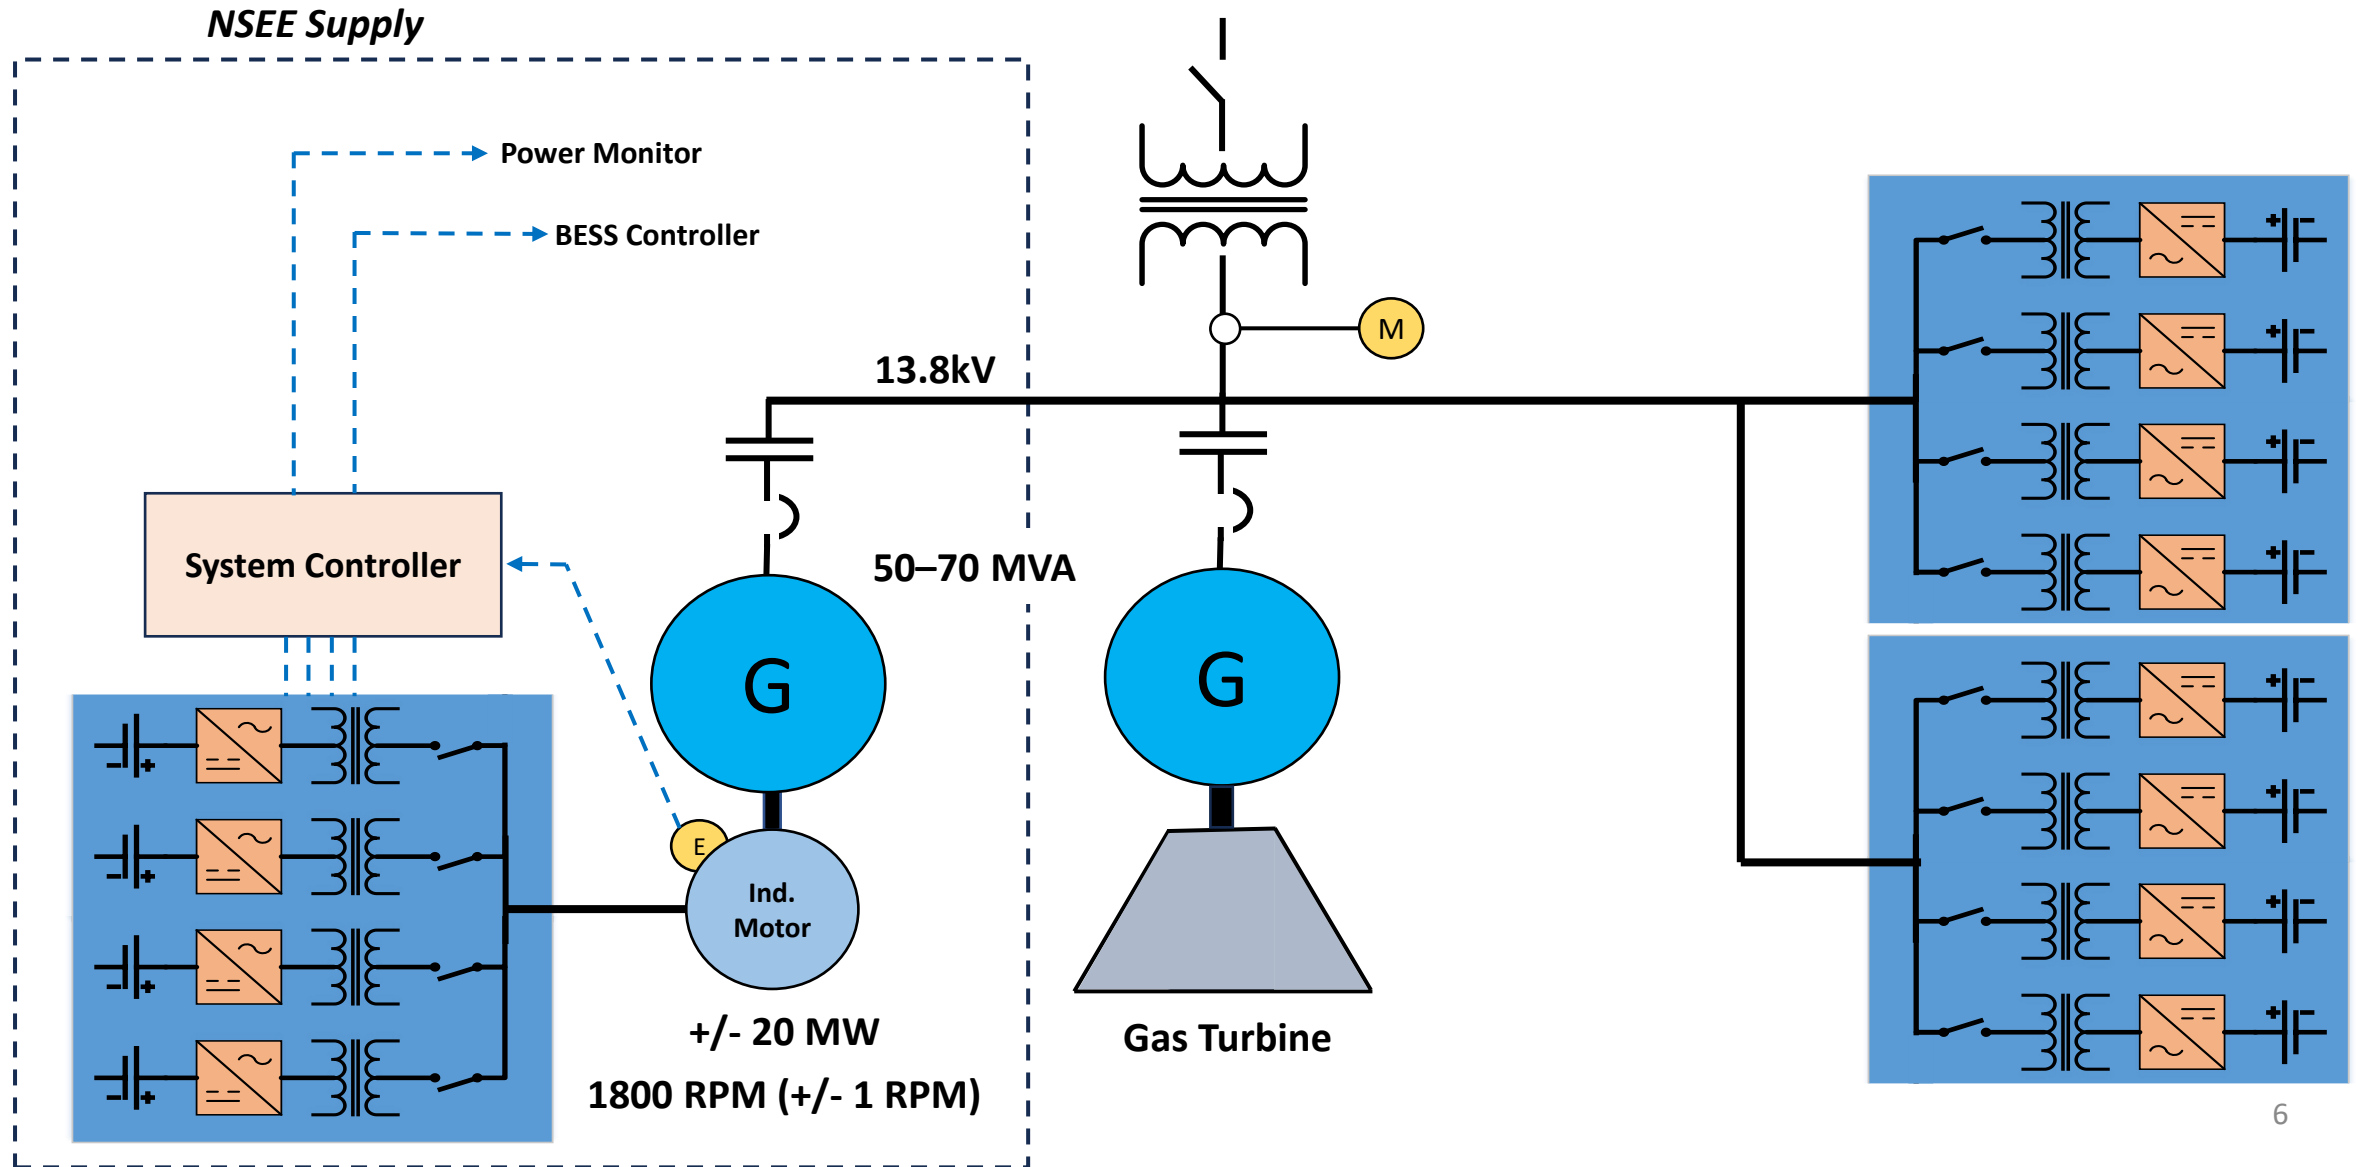 NSEE Supply
Power Monitor
BESS Controller
M
13.8kV
System Controller
50–70 MVA
G
G
E
Ind.
Motor
+/- 20 MW
Gas Turbine
1800 RPM (+/- 1 RPM)
6